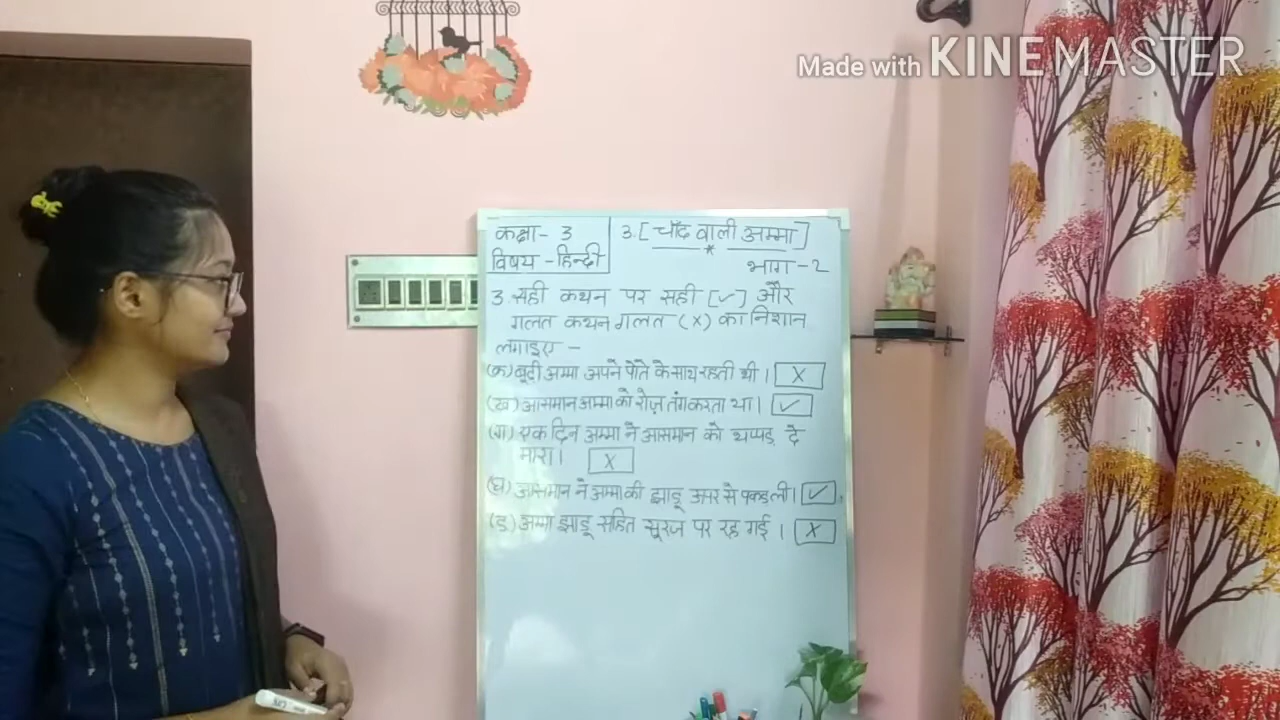 Made with KINEMASTER
कक्षा - 3
विषय - हिन्दी
3. [चाँद वाली अम्मा]
भाग - 2
3. सही कथन पर सही [✓] और
गलत कथन गलत (X) का निशान
लगाइए -
(क) बूढ़ी अम्मा अपने पोते के साथ रहती थी। X
(ख) आसमान अम्मा को रोज़ तंग करता था। ✓
(ग) एक दिन अम्मा ने आसमान को थप्पड़ दे
मारा। X
(घ) आसमान ने अम्मा की झाडू ऊपर से पकड़ ली। ✓
(ड) अम्मा झाडू सहित सूरज पर रह गई। X